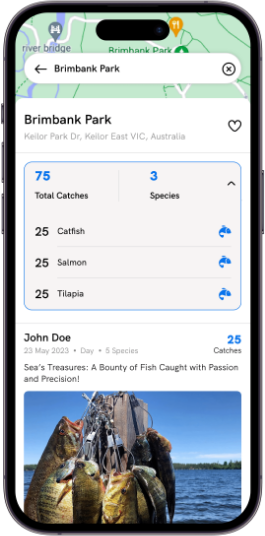 river bridge
Brimbank Park
Brimbank Park
Brimbank Park
Keilor Park Dr, Keilor East VIC, Australia
75
3
Total Catches
Species
25 Catfish
25 Salmon
25 Tilapia
John Doe
25
23 May 2023 • Day • 5 Species
Catches
Sea's Treasures: A Bounty of Fish Caught with Passion
and Precision!